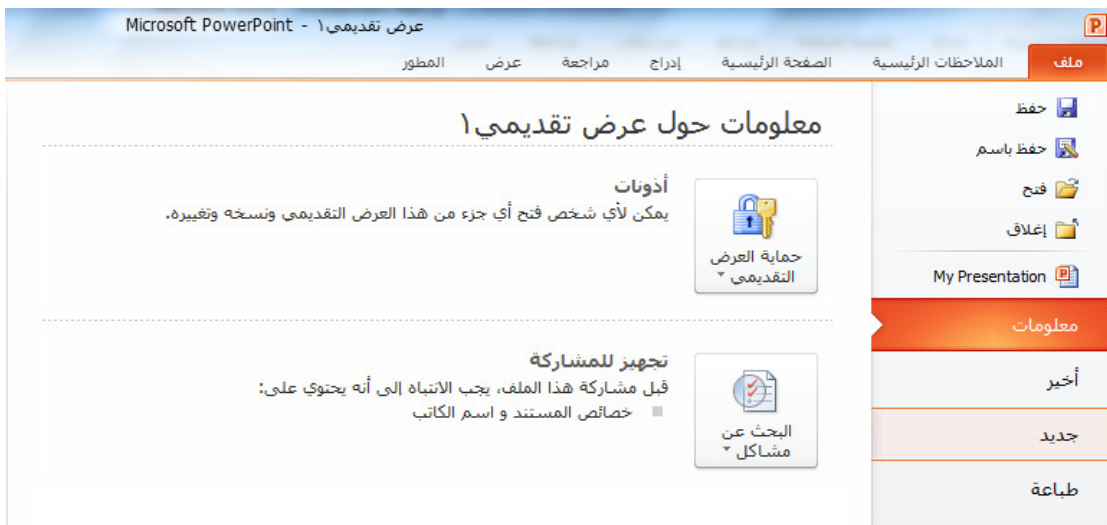 عرض تقديمي١ - Microsoft PowerPoint
ملف الملاحظات الرئيسية الصفحة الرئيسية إدراج مراجعة عرض المطور
حفظ
حفظ باسم
فتح
إغلاق
My Presentation
معلومات
أخير
جديد
طباعة
معلومات حول عرض تقديمي١
حماية العرض
التقديمي
أذونات
يمكن لأي شخص فتح أي جزء من هذا العرض التقديمي ونسخه وتغييره.
البحث عن
مشاكل
تجهيز للمشاركة
قبل مشاركة هذا الملف، يجب الانتباه إلى أنه يحتوي على:
خصائص المستند و اسم الكاتب